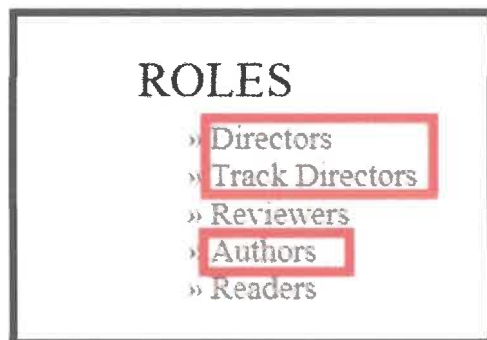 ROLES
» Directors
» Track Directors
» Reviewers
» Authors
» Readers